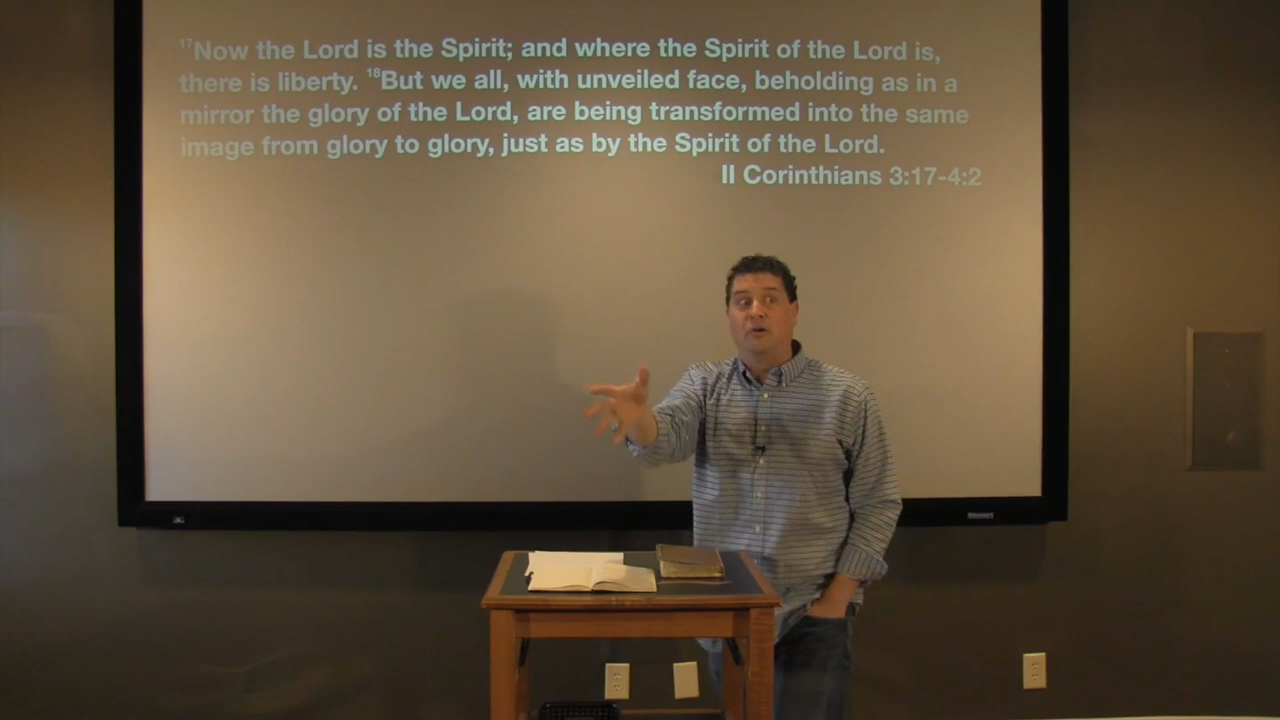 17Now the Lord is the Spirit; and where the Spirit of the Lord is,
there is liberty. 18But we all, with unveiled face, beholding as in a
mirror the glory of the Lord, are being transformed into the same
image from glory to glory, just as by the Spirit of the Lord.
II Corinthians 3:17-4:2